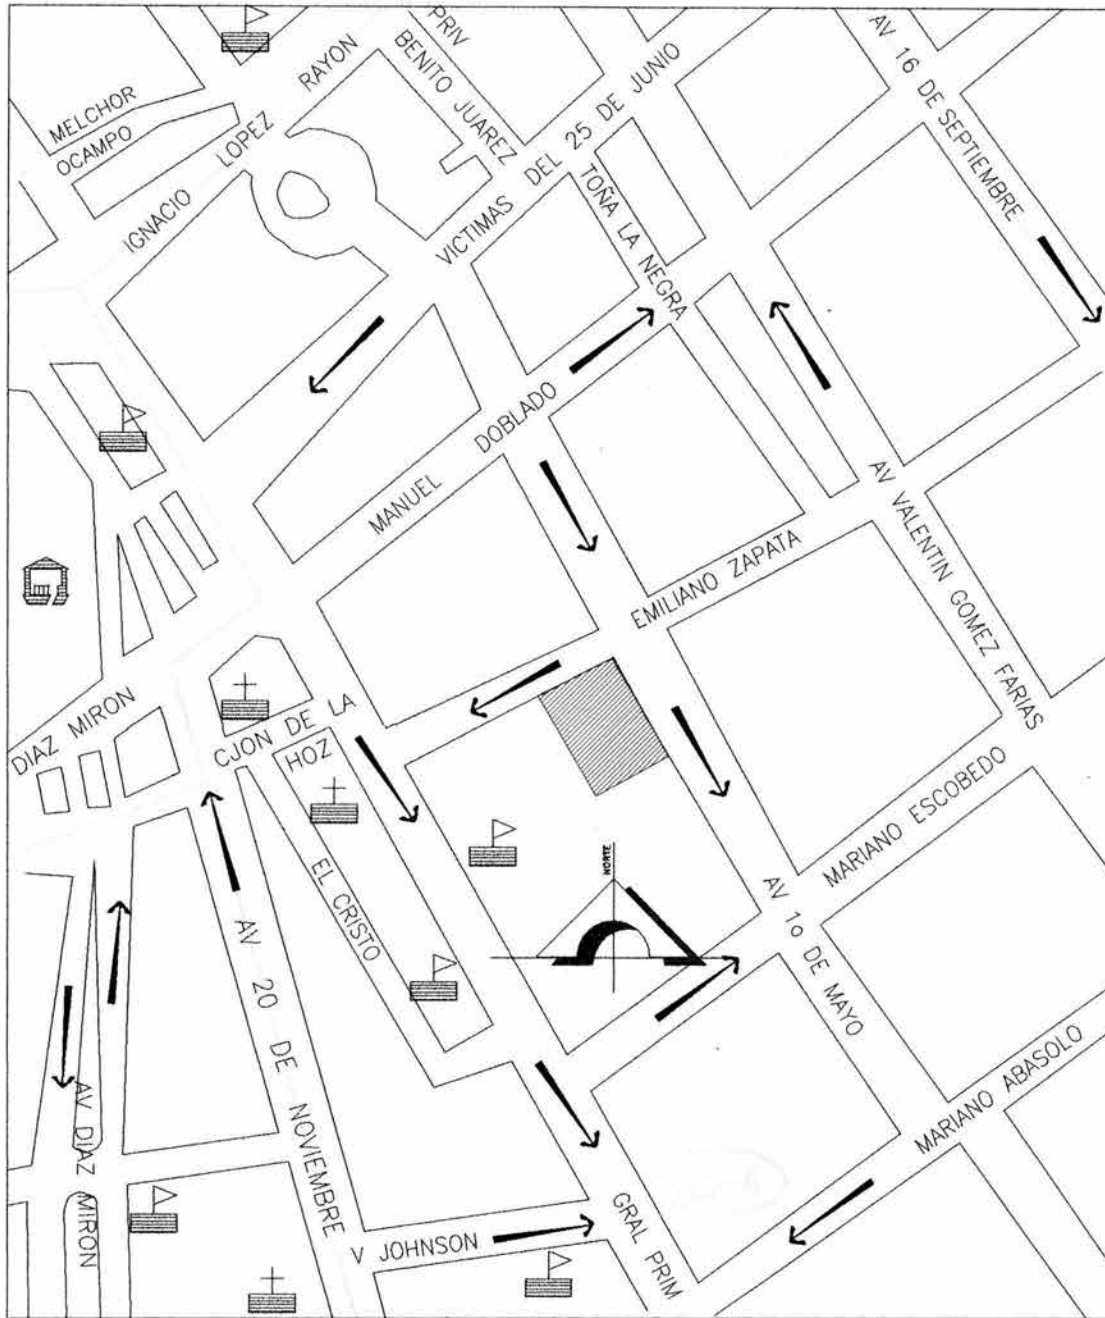 PRIV
BENITO JUAREZ
AV 16 DE SEPTIEMBRE
RAYON
MELCHOR
OCAMPO
LOPEZ
IGNACIO
VICTIMAS DEL 25 DE JUNIO
TOÑA LA NEGRA
MANUEL DOBLADO
EMILIANO ZAPATA
AV VALENTIN GOMEZ FARIAS
DIAZ MIRON
CJON DE LA
HOZ
MARIANO ESCOBEDO
EL CRISTO
NORTE
AV 1o DE MAYO
AV 20 DE NOVIEMBRE
MARIANO ABASOLO
AV DIAZ MIRON
V JOHNSON
GRAL PRIM